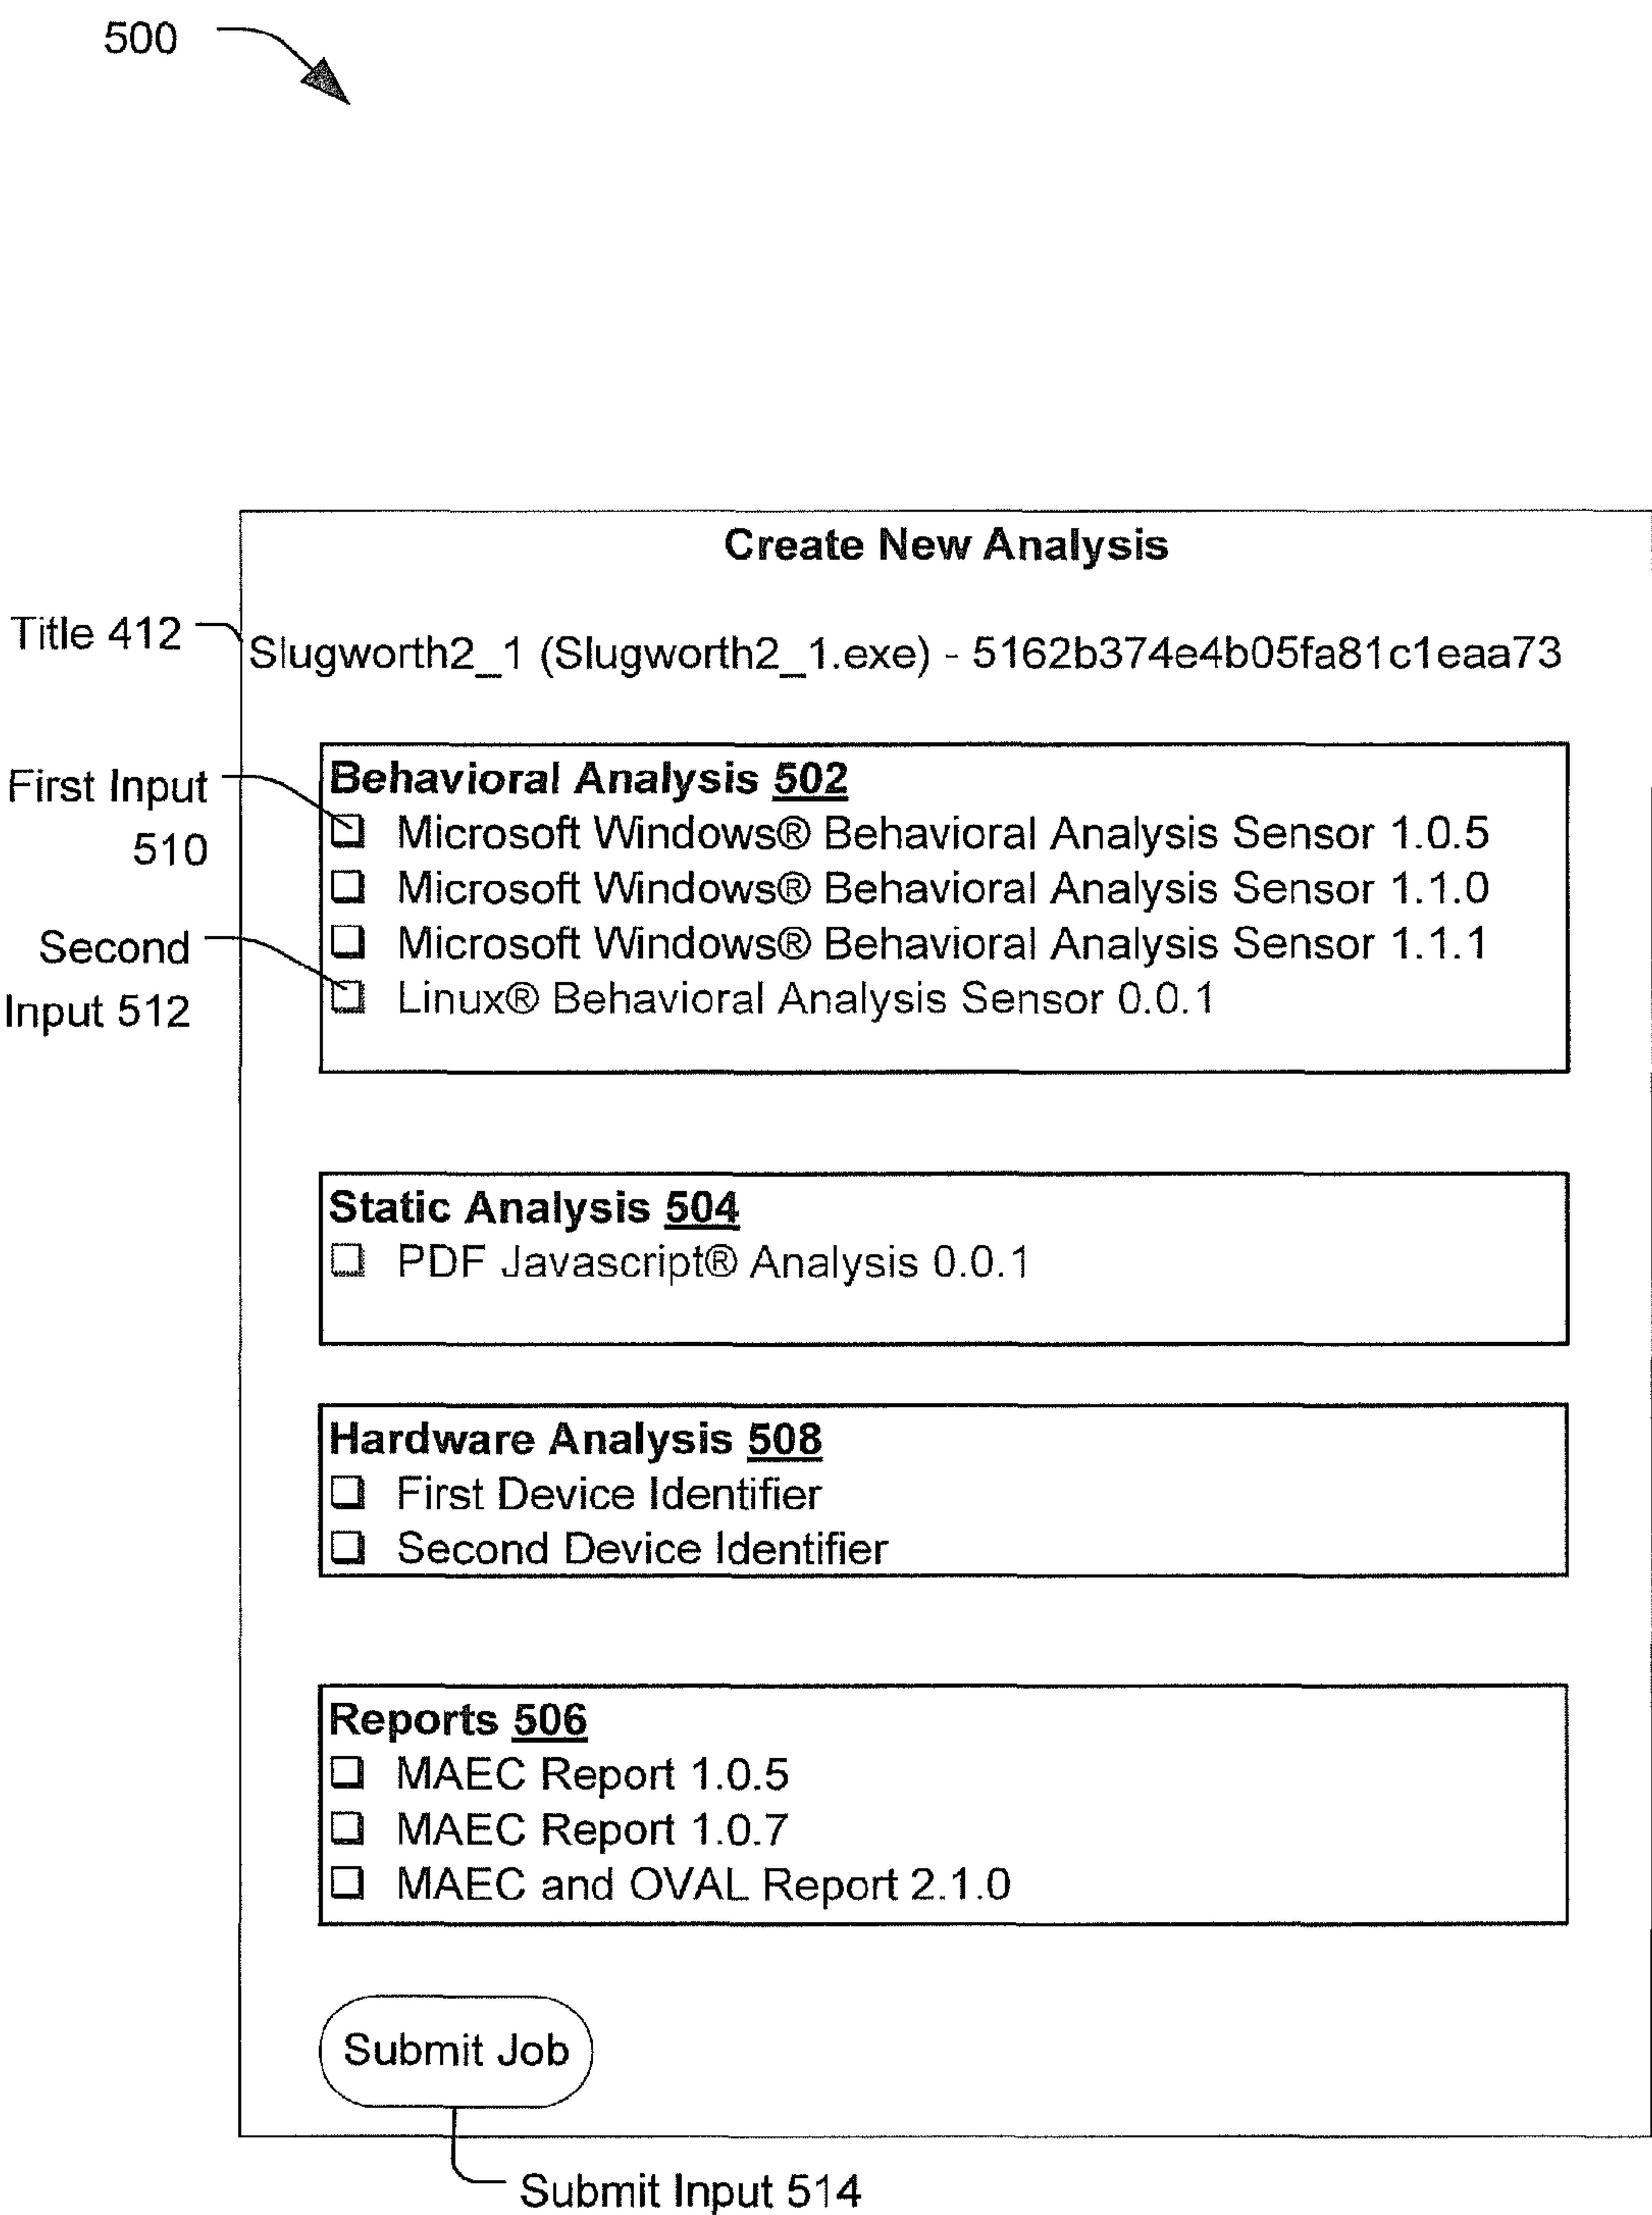 500
Create New Analysis
Title 412
Slugworth2_1 (Slugworth2_1.exe) - 5162b374e4b05fa81c1eaa73
First Input
510
Second
Input 512
Behavioral Analysis 502
Microsoft Windows® Behavioral Analysis Sensor 1.0.5
Microsoft Windows® Behavioral Analysis Sensor 1.1.0
Microsoft Windows® Behavioral Analysis Sensor 1.1.1
Linux® Behavioral Analysis Sensor 0.0.1
Static Analysis 504
PDF Javascript® Analysis 0.0.1
Hardware Analysis 508
First Device Identifier
Second Device Identifier
Reports 506
MAEC Report 1.0.5
MAEC Report 1.0.7
MAEC and OVAL Report 2.1.0
Submit Job
Submit Input 514